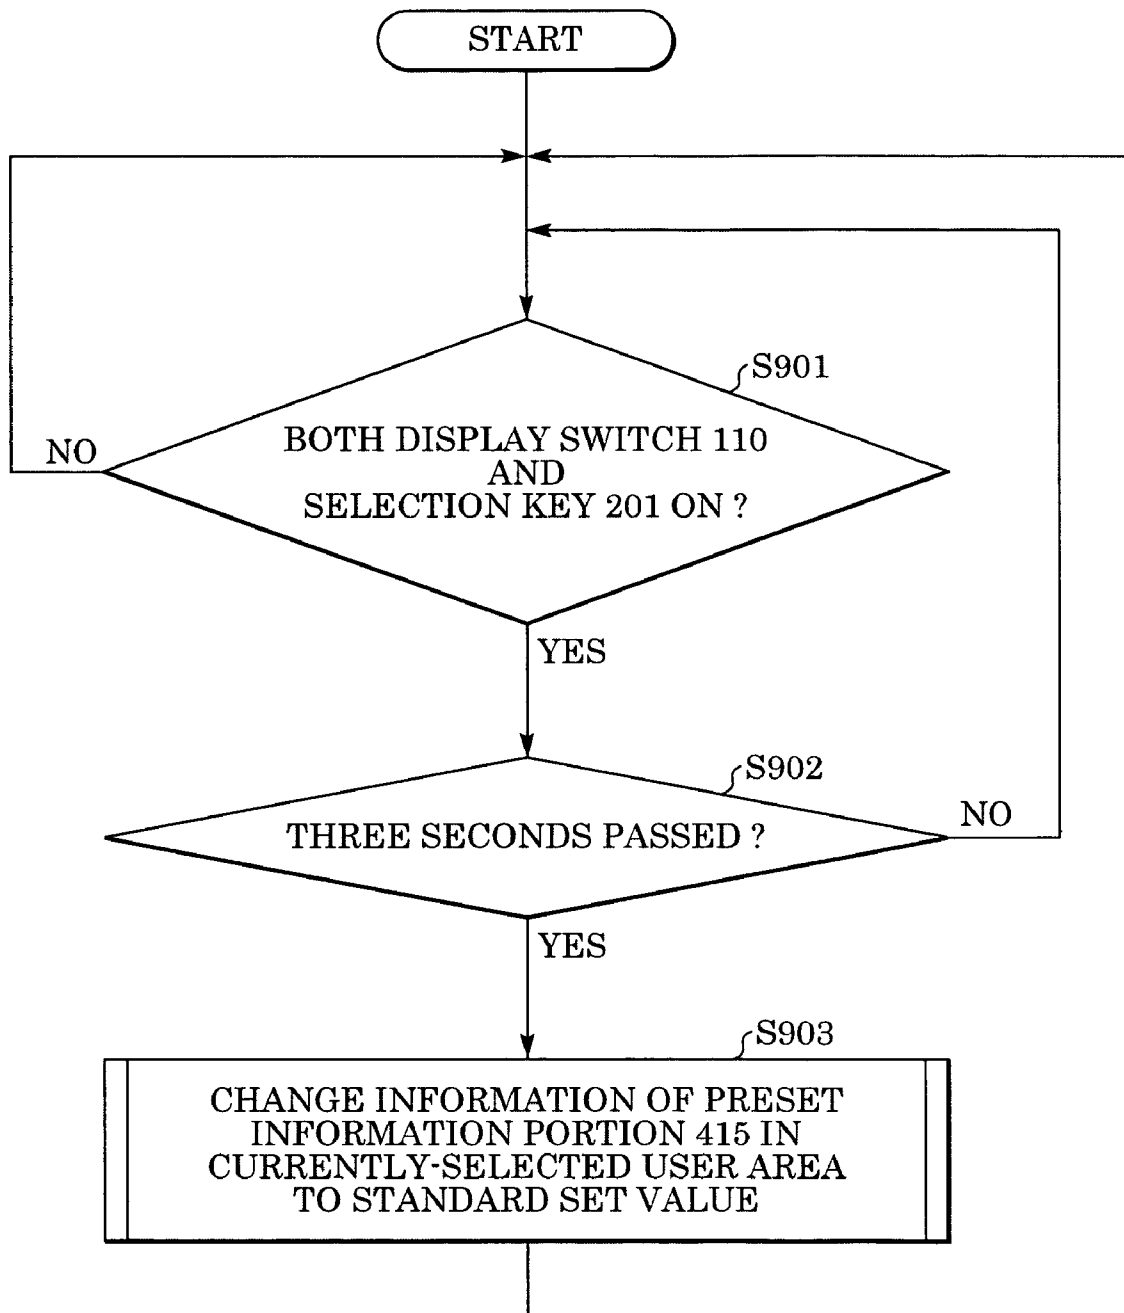 START
S901
BOTH DISPLAY SWITCH 110
AND
SELECTION KEY 201 ON ?
NO
YES
S902
THREE SECONDS PASSED ?
NO
YES
S903
CHANGE INFORMATION OF PRESET
INFORMATION PORTION 415 IN
CURRENTLY-SELECTED USER AREA
TO STANDARD SET VALUE